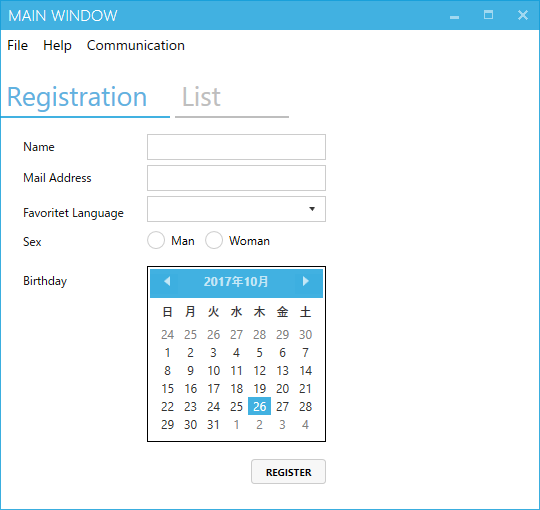 MAIN WINDOW
File Help Communication
Registration List
Name
Mail Address
Favoritet Language
Sex Man Woman
Birthday 2017年10月
日 月 火 水 木 金 土
24 25 26 27 28 29 30
1 2 3 4 5 6 7
8 9 10 11 12 13 14
15 16 17 18 19 20 21
22 23 24 25 26 27 28
29 30 31 1 2 3 4
REGISTER